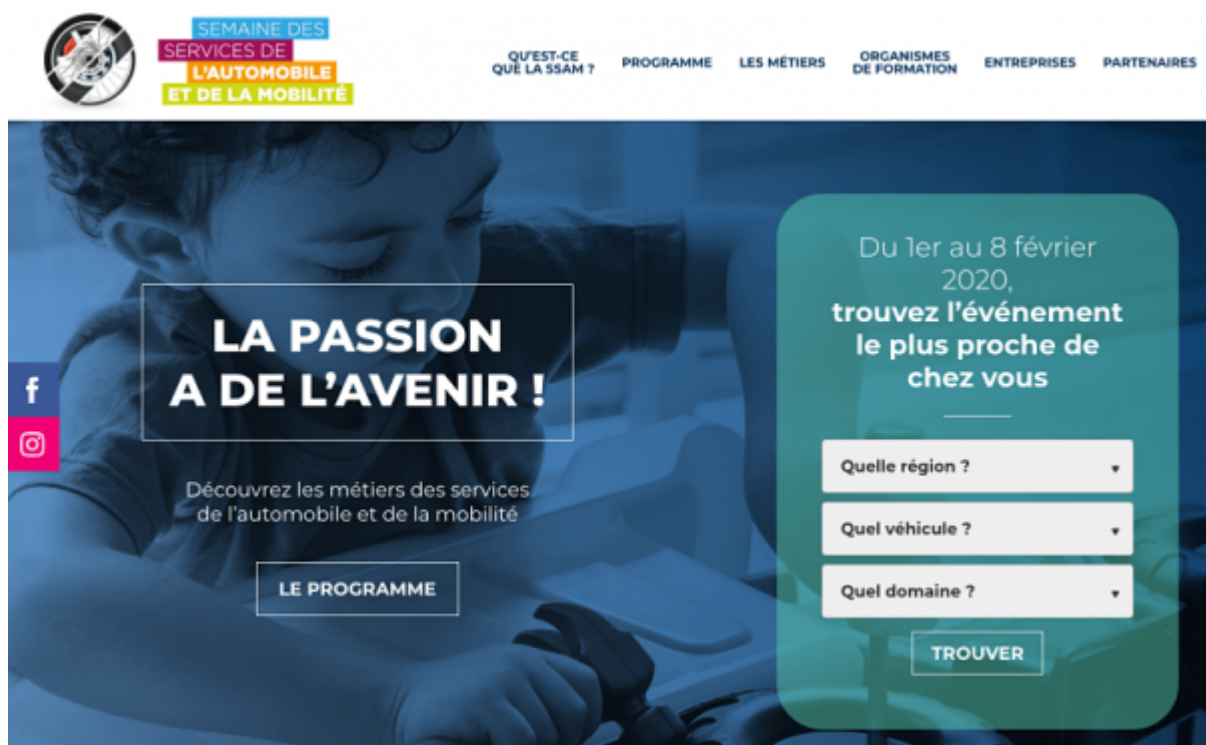 SEMAINE DES
SERVICES DE
L'AUTOMOBILE
ET DE LA MOBILITÉ
QU'EST-CE
QUE LA SSAM ?
PROGRAMME
LES MÉTIERS
ORGANISMES
DE FORMATION
ENTREPRISES
PARTENAIRES
LA PASSION
A DE L'AVENIR !
Découvrez les métiers des services
de l'automobile et de la mobilité
LE PROGRAMME
Du 1er au 8 février
2020,
trouvez l'événement
le plus proche de
chez vous
Quelle région ?
Quel véhicule ?
Quel domaine ?
TROUVER